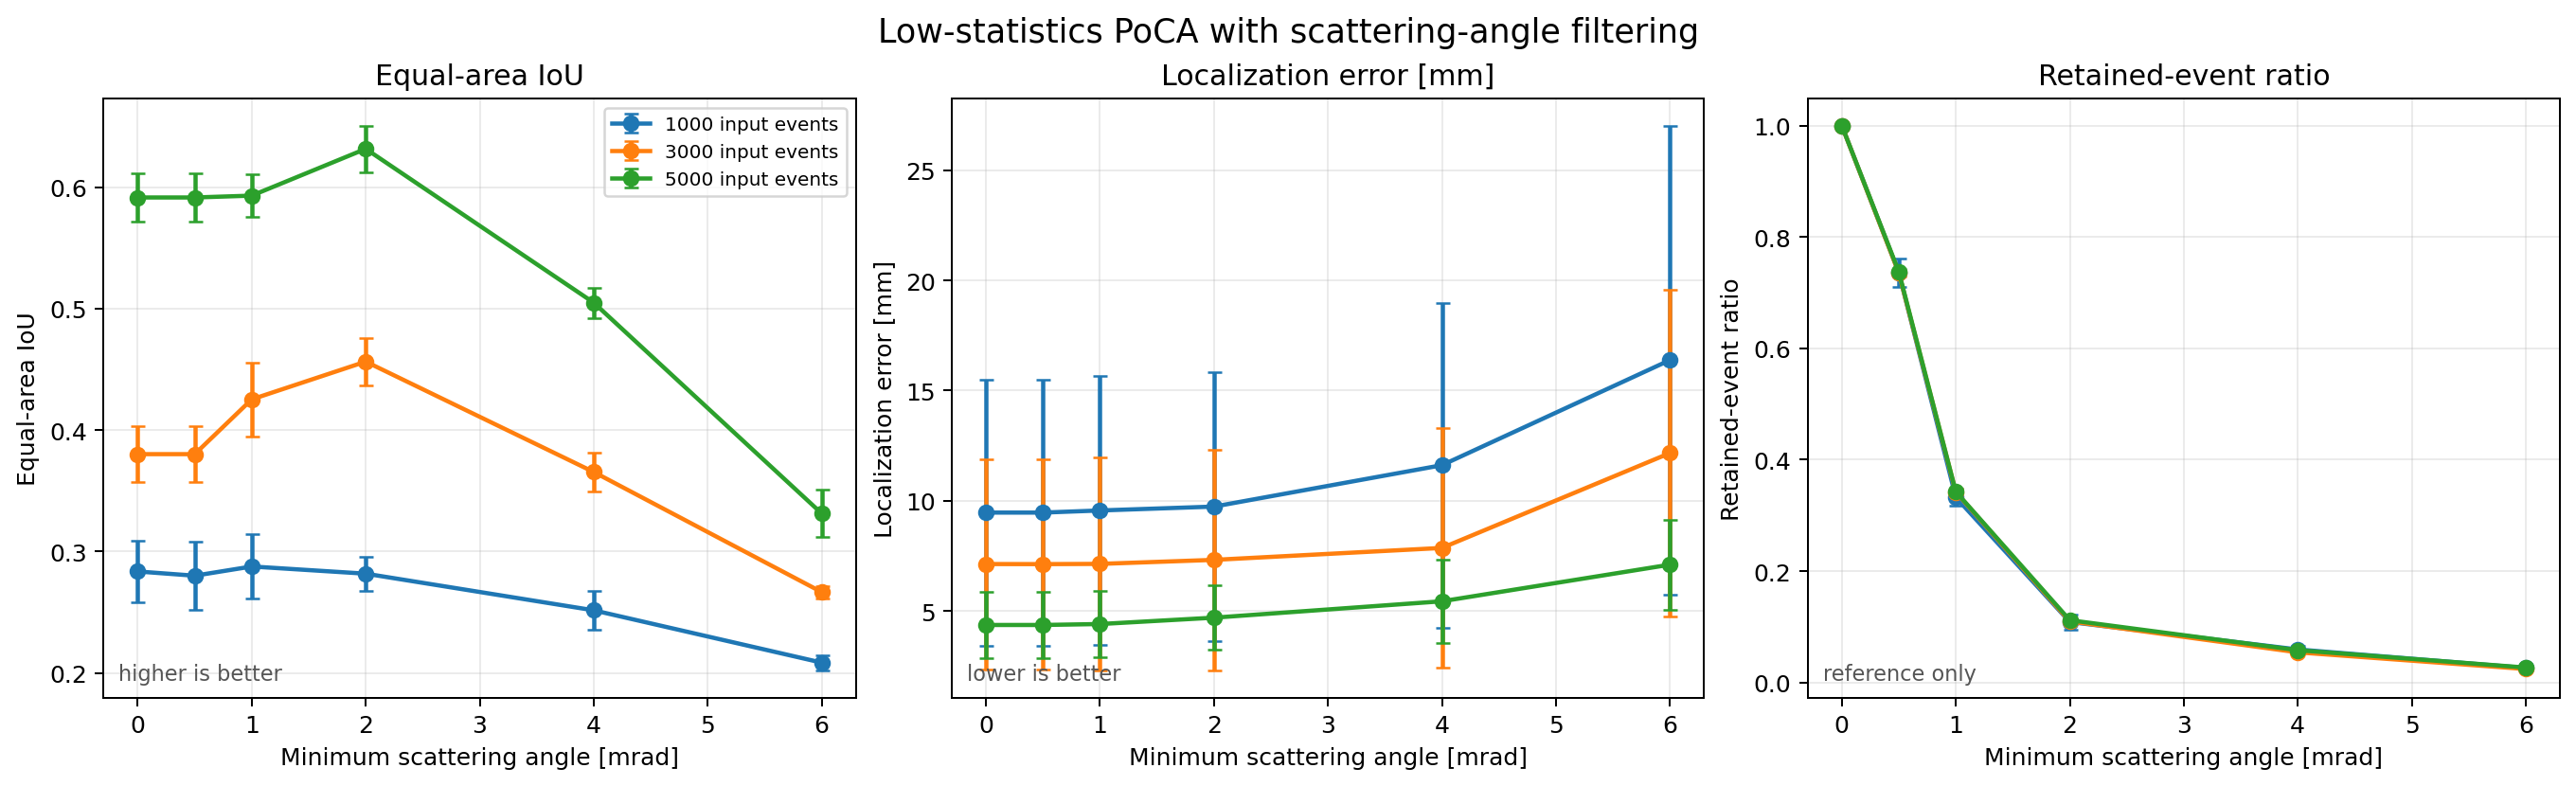 Low-statistics PoCA with scattering-angle filtering
Equal-area IoU
Equal-area IoU
0.6
0.5
0.4
0.3
0.2
1000 input events
3000 input events
5000 input events
higher is better
0 1 2 3 4 5 6
Minimum scattering angle [mrad]
Localization error [mm]
Localization error [mm]
25
20
15
10
5
lower is better
0 1 2 3 4 5 6
Minimum scattering angle [mrad]
Retained-event ratio
Retained-event ratio
1.0
0.8
0.6
0.4
0.2
0.0
reference only
0 1 2 3 4 5 6
Minimum scattering angle [mrad]